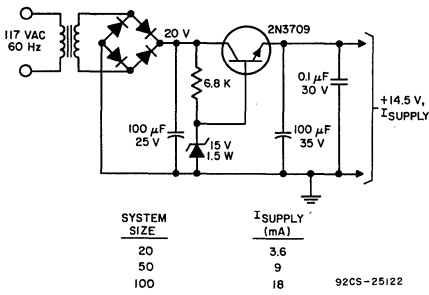 117 VAC
60 Hz
20 V
2N3709
6.8 K
100 µF
25 V
15 V
1.5 W
100 µF
35 V
0.1 µF
30 V
+14.5 V,
ISUPPLY
SYSTEM
SIZE
ISUPPLY
(mA)
20 3.6
50 9
100 18
92CS-25122